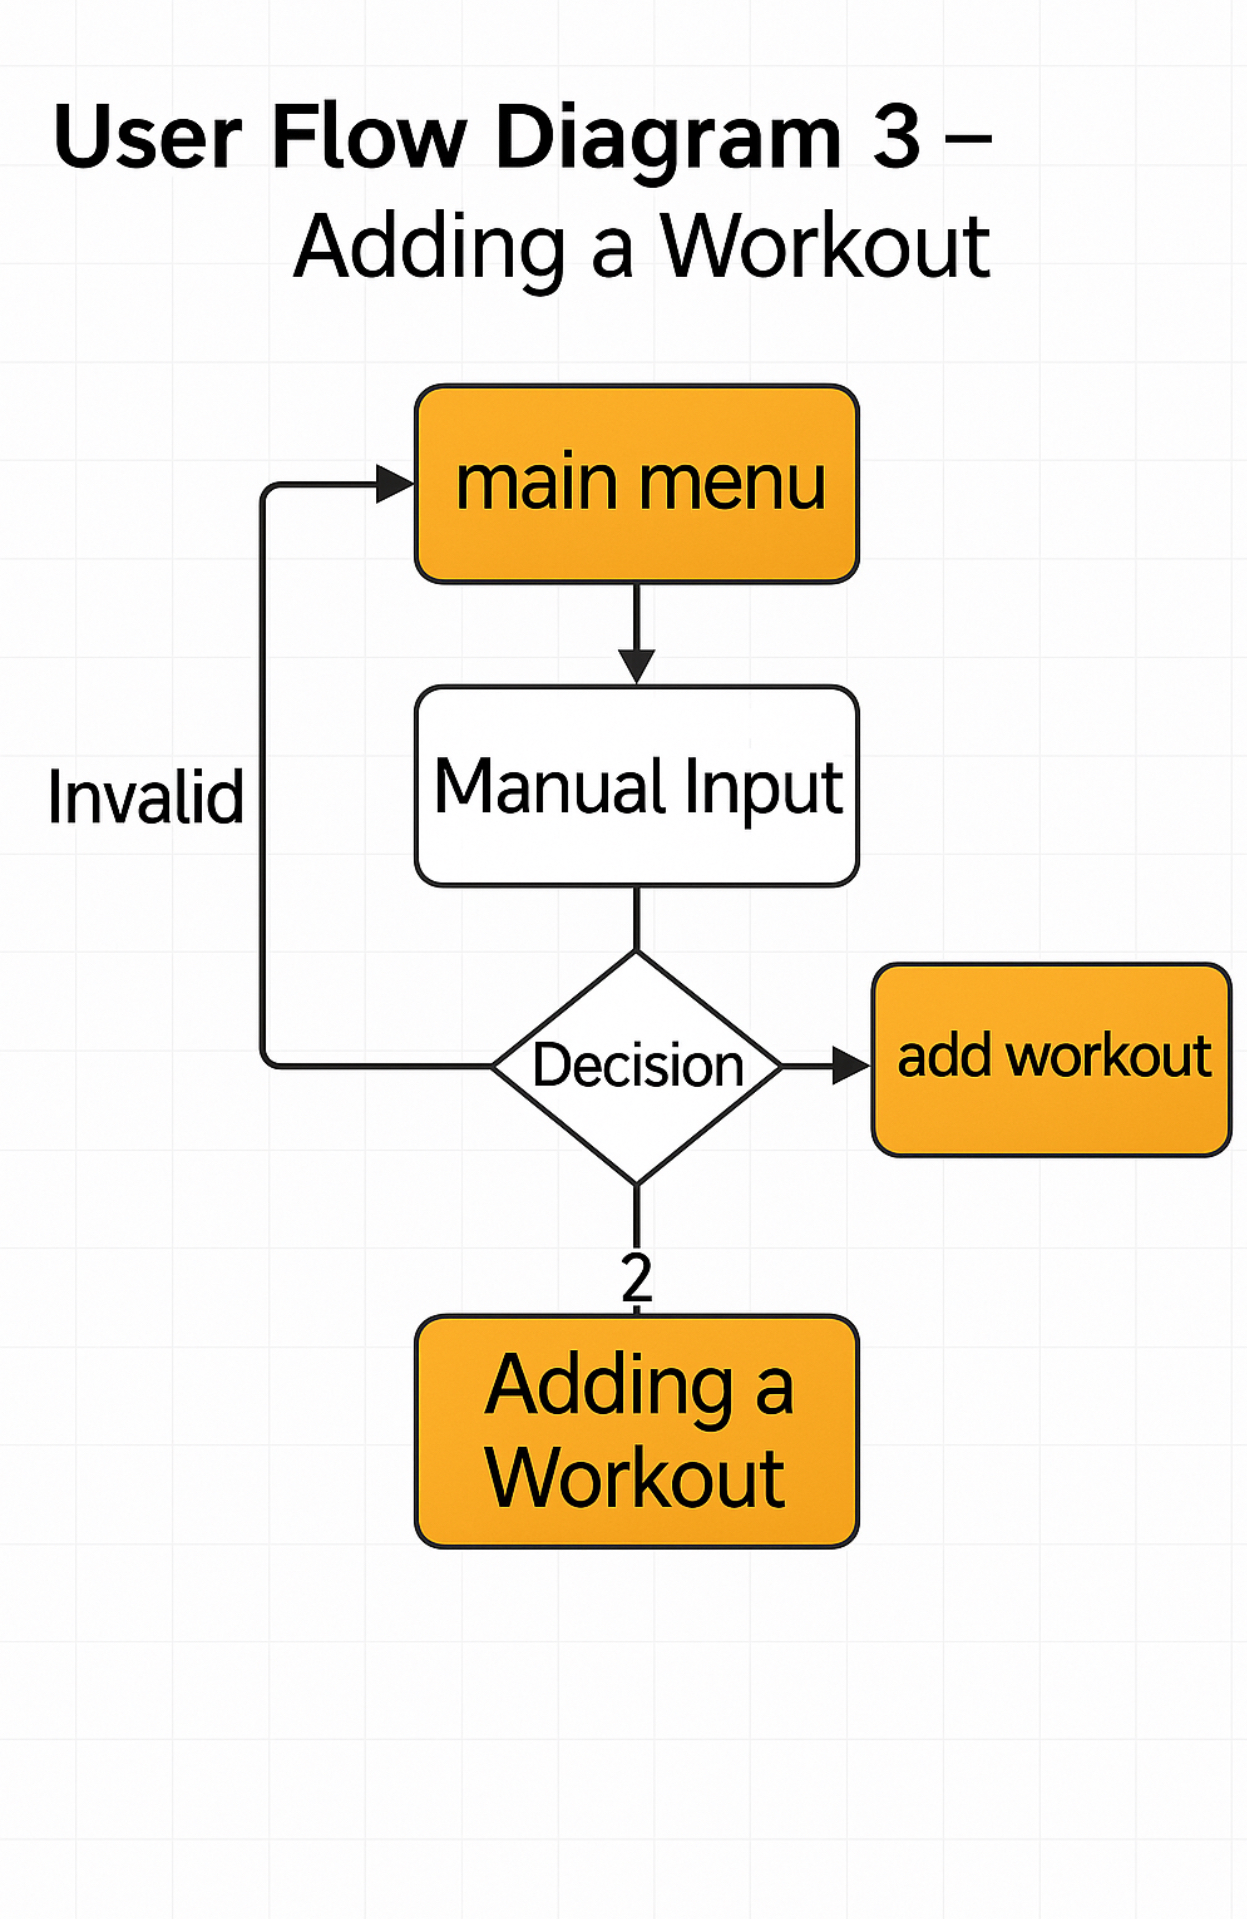 User Flow Diagram 3 –
Adding a Workout
main menu
Manual Input
Invalid
Decision
add workout
2
Adding a
Workout